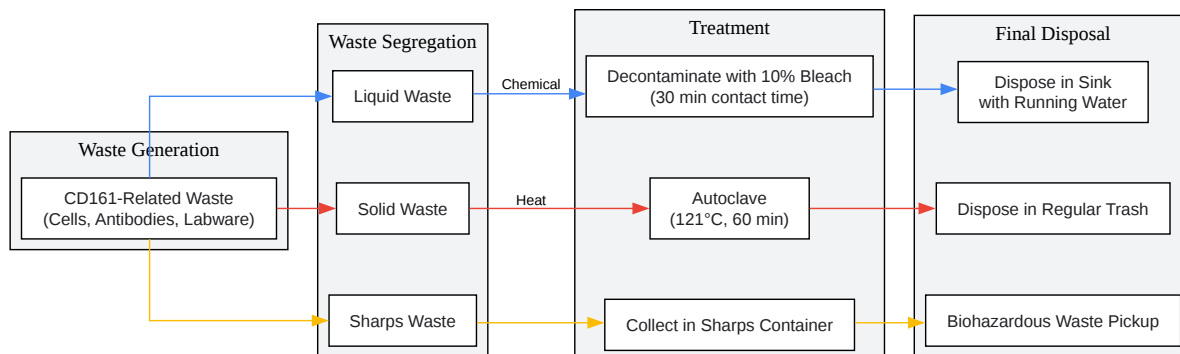 Waste Generation
CD161-Related Waste
(Cells, Antibodies, Labware)
Waste Segregation
Liquid Waste
Solid Waste
Sharps Waste
Chemical
Heat
Treatment
Decontaminate with 10% Bleach
(30 min contact time)
Autoclave
(121°C, 60 min)
Collect in Sharps Container
Final Disposal
Dispose in Sink
with Running Water
Dispose in Regular Trash
Biohazardous Waste Pickup